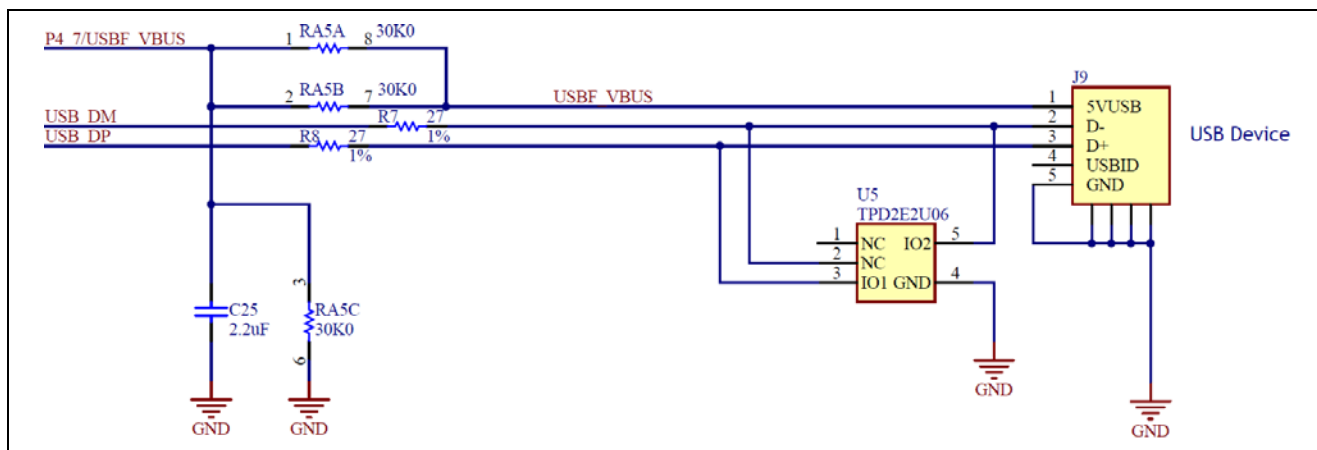 P4_7/USBF_VBUS
1 RA5A 8 30K0
2 RA5B 7 30K0
USBF_VBUS
USB_DM
R7 27
1%
USB_DP
R8 27
1%
J9
1 5VUSB
2 D-
3 D+
4 USBID
5 GND
USB Device
U5
TPD2E2U06
1 NC IO2 5
2 NC
3 IO1 GND 4
C25
2.2uF
3
RA5C
30K0
6
GND
GND
GND
GND